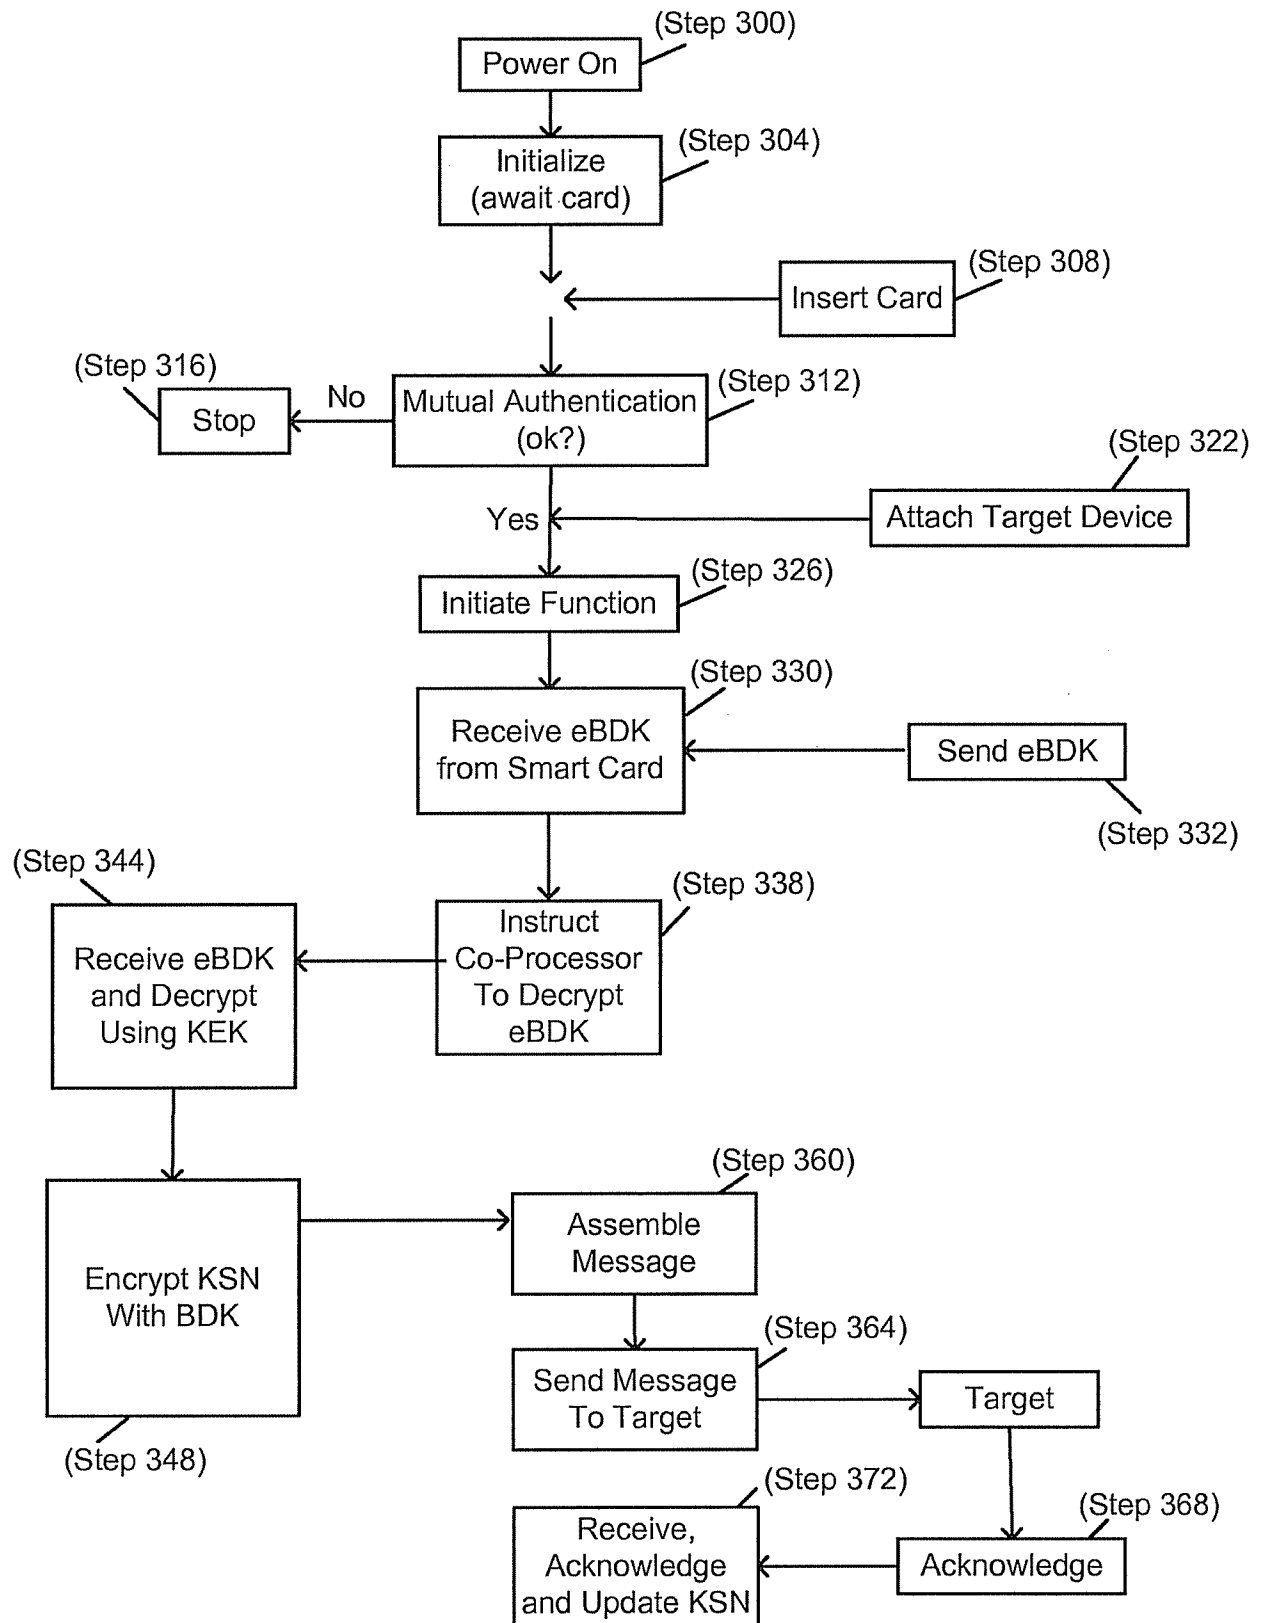 (Step 300)
Power On
(Step 304)
Initialize
(await card)
(Step 308)
Insert Card
(Step 316)
Stop
No
(Step 312)
Mutual Authentication
(ok?)
(Step 322)
Attach Target Device
Yes
(Step 326)
Initiate Function
(Step 330)
Receive eBDK
from Smart Card
Send eBDK
(Step 332)
(Step 344)
Receive eBDK
and Decrypt
Using KEK
(Step 338)
Instruct
Co-Processor
To Decrypt
eBDK
Encrypt KSN
With BDK
(Step 348)
(Step 360)
Assemble
Message
(Step 364)
Send Message
To Target
Target
(Step 368)
Acknowledge
(Step 372)
Receive,
Acknowledge
and Update KSN